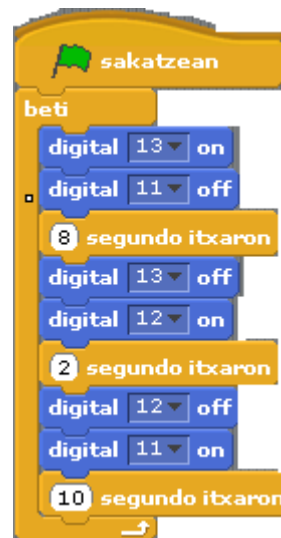 sakatzean
beti
digital 13 on
digital 11 off
8 segundo itxaron
digital 13 off
digital 12 on
2 segundo itxaron
digital 12 off
digital 11 on
10 segundo itxaron